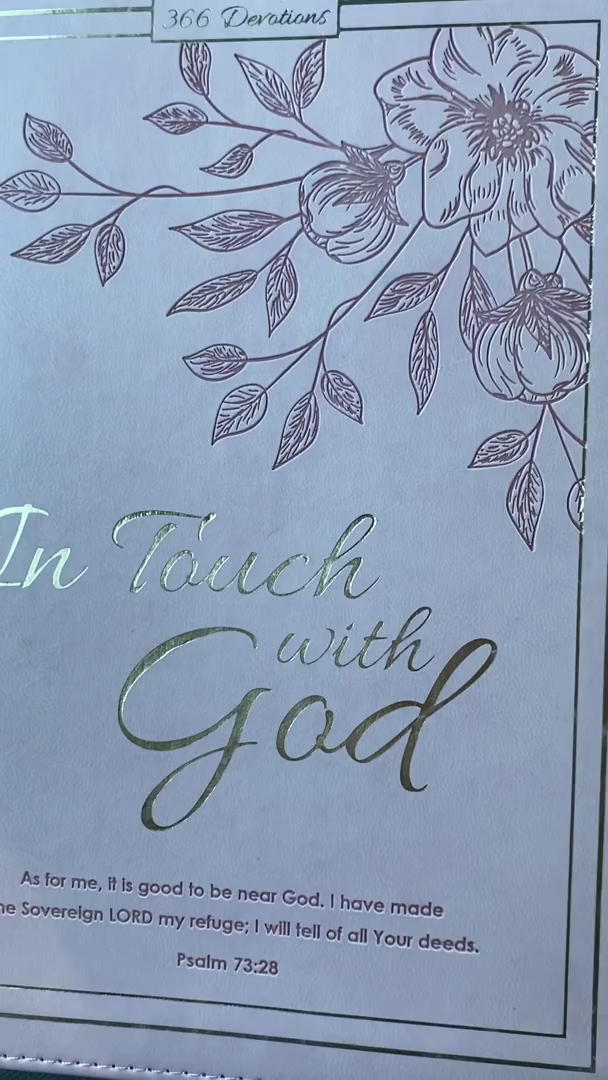 366 Devotions
In Touch
with
God
As for me, it is good to be near God. I have made
he Sovereign LORD my refuge; I will tell of all Your deeds.
Psalm 73:28